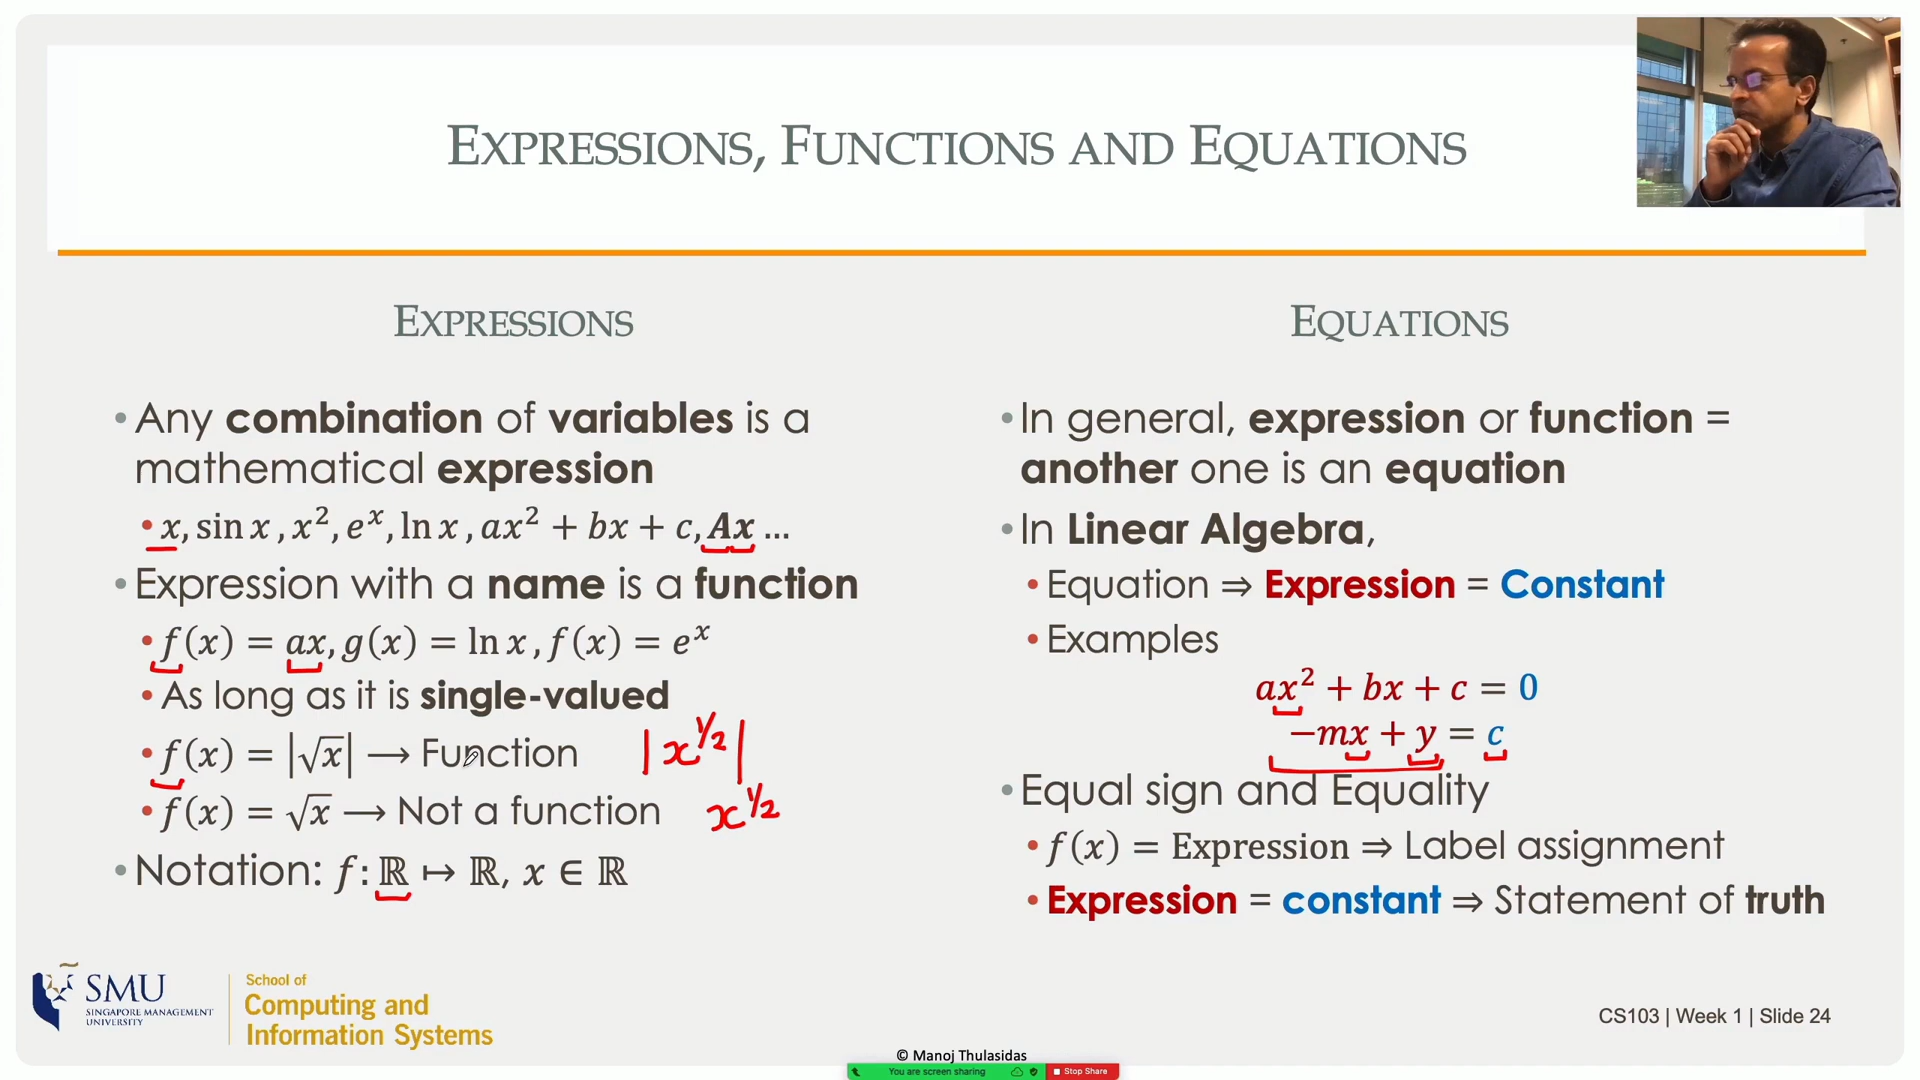 EXPRESSIONS, FUNCTIONS AND EQUATIONS
EXPRESSIONS
• Any combination of variables is a
mathematical expression
• x, sin x, x², eˣ, ln x, ax² + bx + c, Ax ...
• Expression with a name is a function
• f(x) = ax, g(x) = ln x, f(x) = eˣ
• As long as it is single-valued
• f(x) = |√x| ⟶ Function |x^½|
• f(x) = √x ⟶ Not a function x^½
• Notation: f: ℝ ↦ ℝ, x ∈ ℝ
EQUATIONS
• In general, expression or function =
another one is an equation
• In Linear Algebra,
• Equation ⇒ Expression = Constant
• Examples
ax² + bx + c = 0
−mx + y = c
• Equal sign and Equality
• f(x) = Expression ⇒ Label assignment
• Expression = constant ⇒ Statement of truth
SMU
SINGAPORE MANAGEMENT
UNIVERSITY
School of
Computing and
Information Systems
CS103 | Week 1 | Slide 24
© Manoj Thulasidas
You are screen sharing
Stop Share